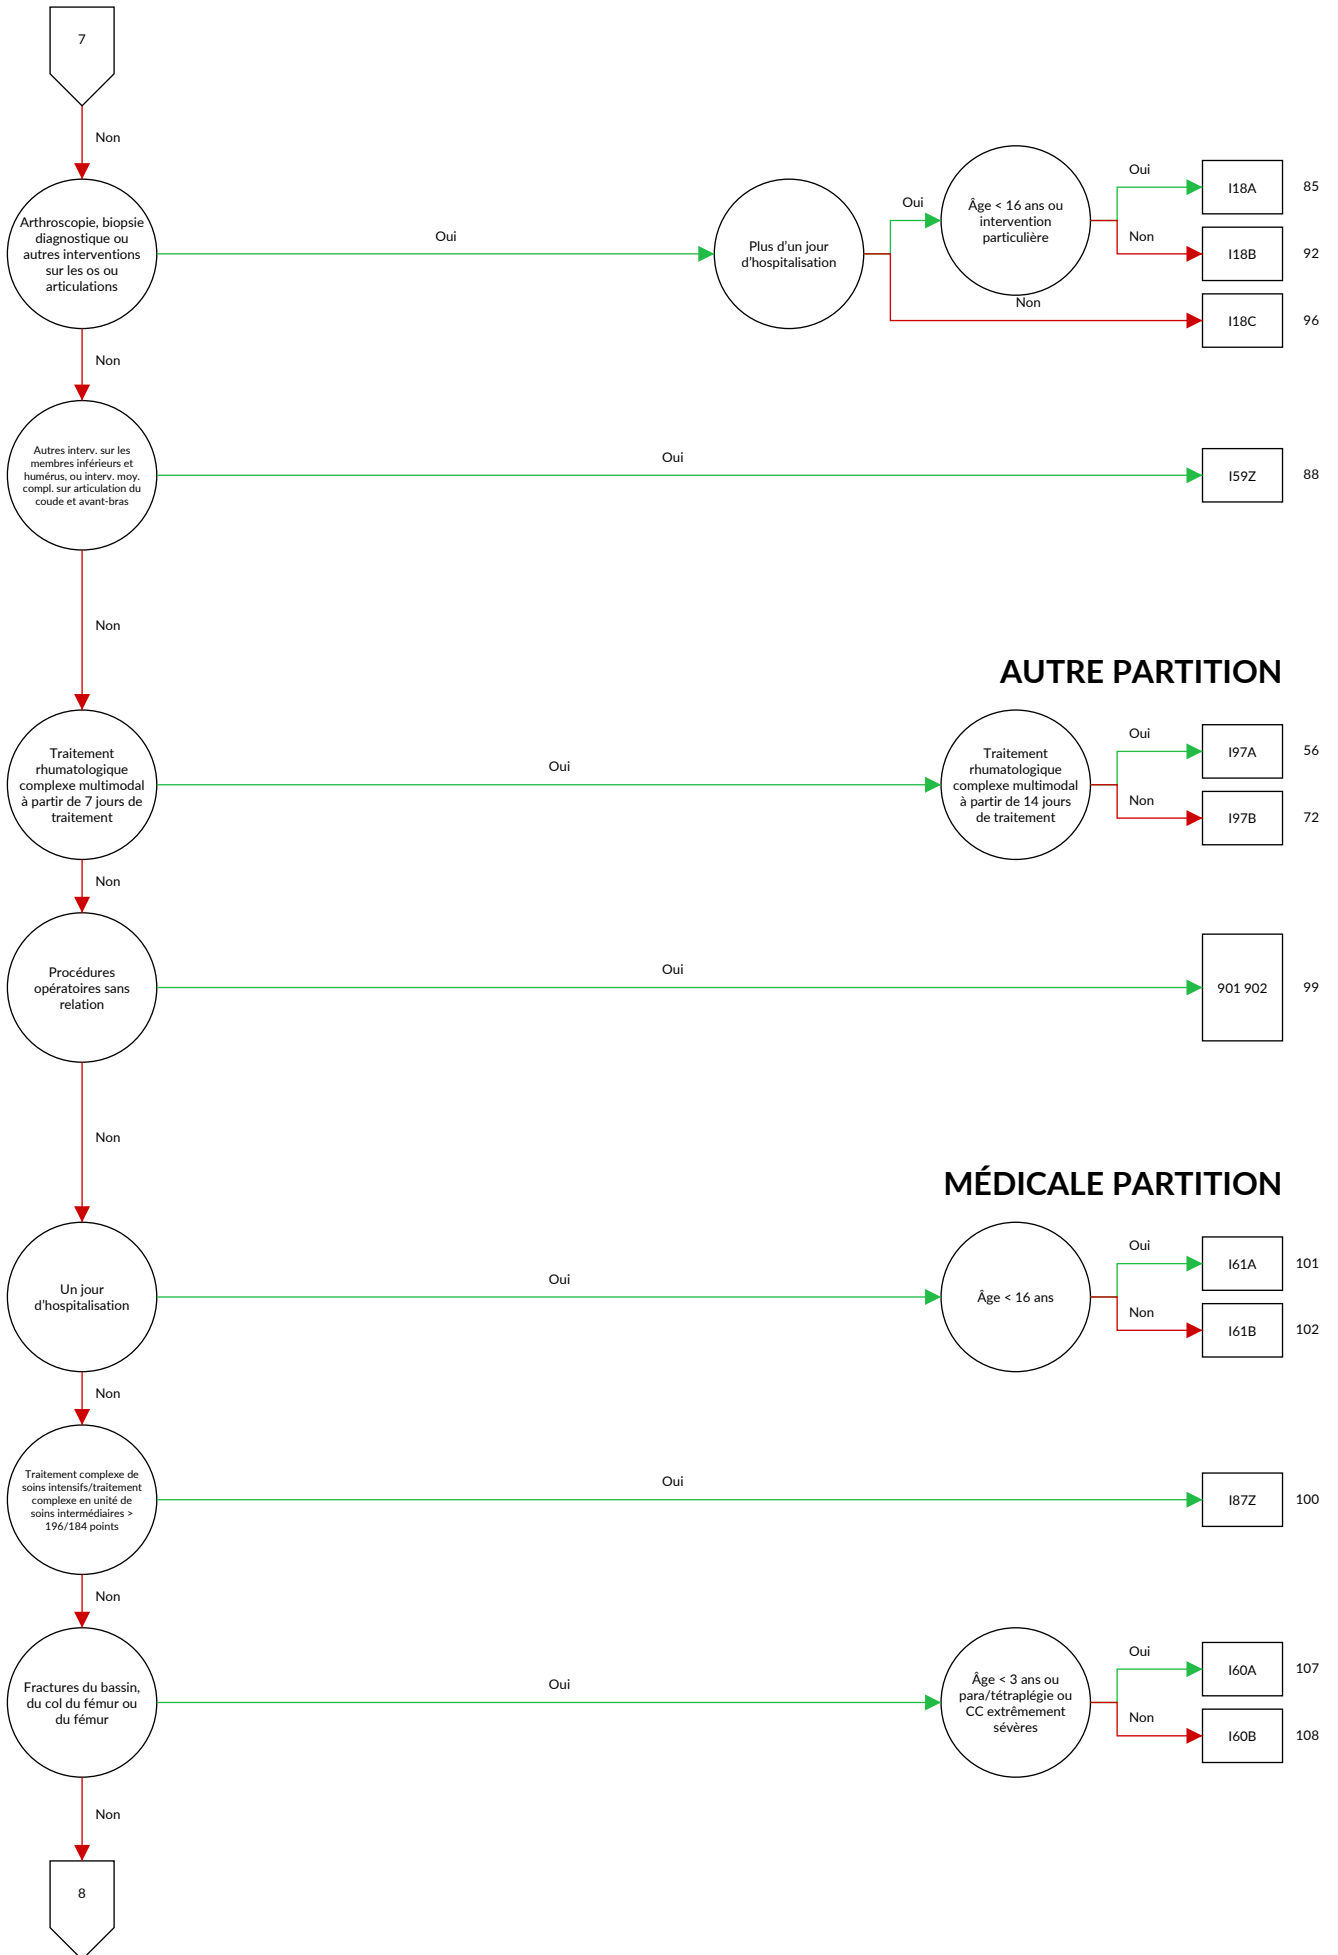 7
Non
Arthroscopie, biopsie
diagnostique ou
autres interventions
sur les os ou
articulations
Oui
Plus d'un jour
d'hospitalisation
Oui
Âge < 16 ans ou
intervention
particulière
Oui
I18A
85
Non
I18B
92
Non
I18C
96
Non
Autres interv. sur les
membres inférieurs et
humérus, ou interv. moy.
compl. sur articulation du
coude et avant-bras
Oui
I59Z
88
Non
AUTRE PARTITION
Traitement
rhumatologique
complexe multimodal
à partir de 7 jours de
traitement
Oui
Traitement
rhumatologique
complexe multimodal
à partir de 14 jours
de traitement
Oui
I97A
56
Non
I97B
72
Non
Procédures
opératoires sans
relation
Oui
901 902
99
Non
MÉDICALE PARTITION
Un jour
d'hospitalisation
Oui
Âge < 16 ans
Oui
I61A
101
Non
I61B
102
Non
Traitement complexe de
soins intensifs/traitement
complexe en unité de
soins intermédiaires >
196/184 points
Oui
I87Z
100
Non
Fractures du bassin,
du col du fémur ou
du fémur
Oui
Âge < 3 ans ou
para/tétraplégie ou
CC extrêmement
sévères
Oui
I60A
107
Non
I60B
108
Non
8